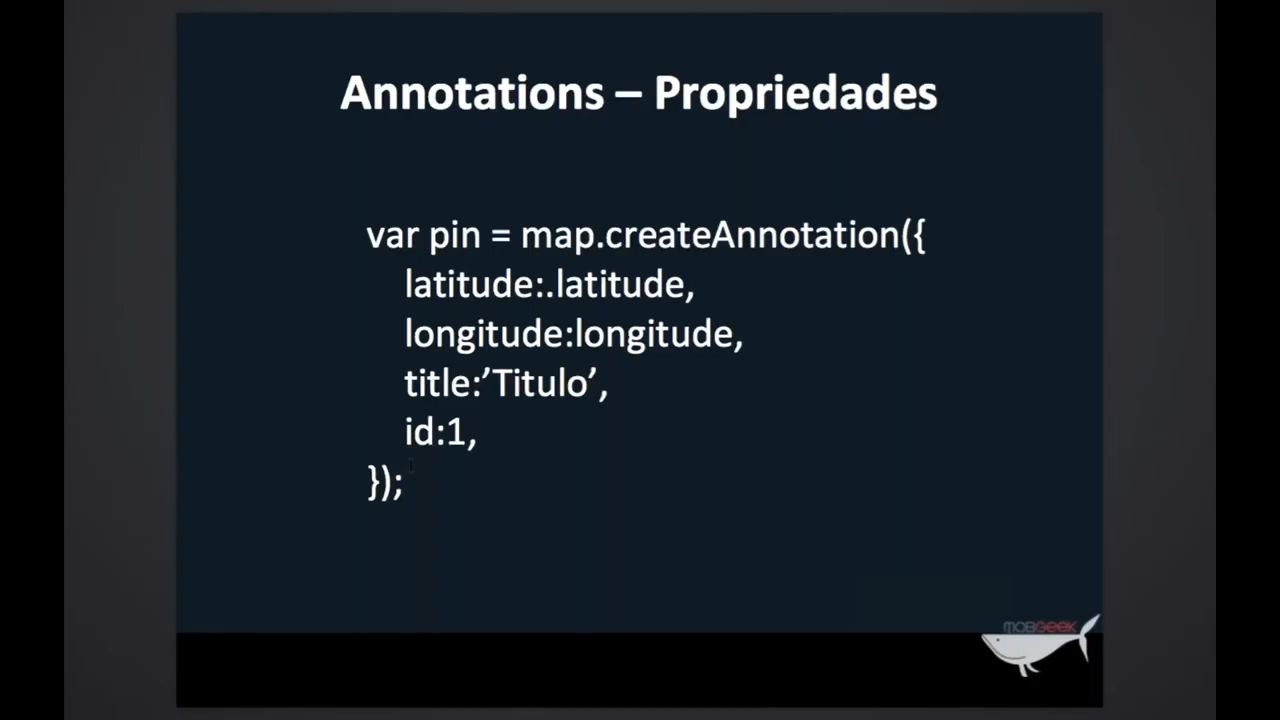 Annotations – Propriedades
var pin = map.createAnnotation({
latitude:.latitude,
longitude:longitude,
title:’Titulo’,
id:1,
});
MOBGEEK